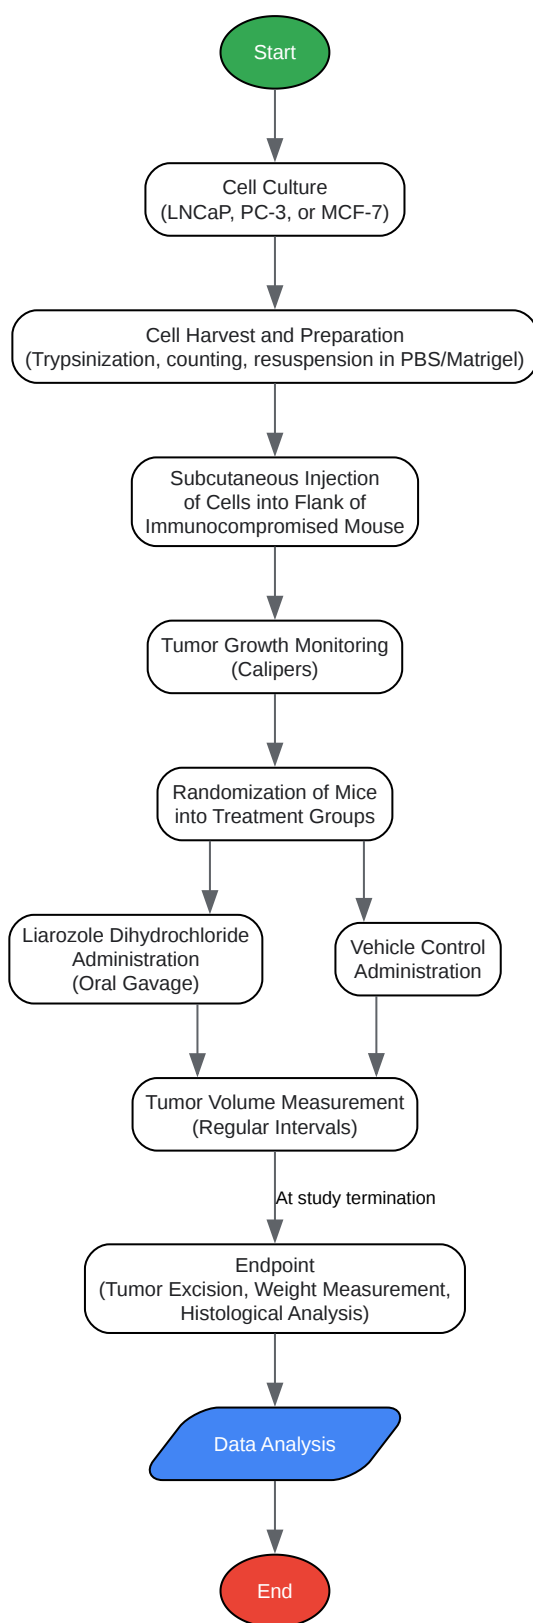 Start
Cell Culture
(LNCaP, PC-3, or MCF-7)
Cell Harvest and Preparation
(Trypsinization, counting, resuspension in PBS/Matrigel)
Subcutaneous Injection
of Cells into Flank of
Immunocompromised Mouse
Tumor Growth Monitoring
(Calipers)
Randomization of Mice
into Treatment Groups
Liarozole Dihydrochloride
Administration
(Oral Gavage)
Vehicle Control
Administration
Tumor Volume Measurement
(Regular Intervals)
At study termination
Endpoint
(Tumor Excision, Weight Measurement,
Histological Analysis)
Data Analysis
End